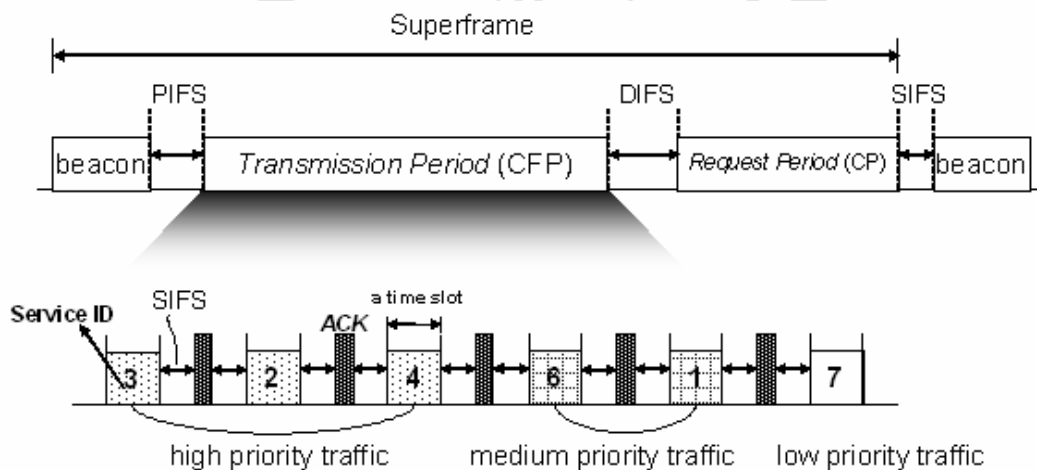 Superframe
PIFS DIFS SIFS
beacon Transmission Period (CFP) Request Period (CP) beacon
Service ID SIFS ACK a time slot
3 2 4 6 1 7
high priority traffic medium priority traffic low priority traffic